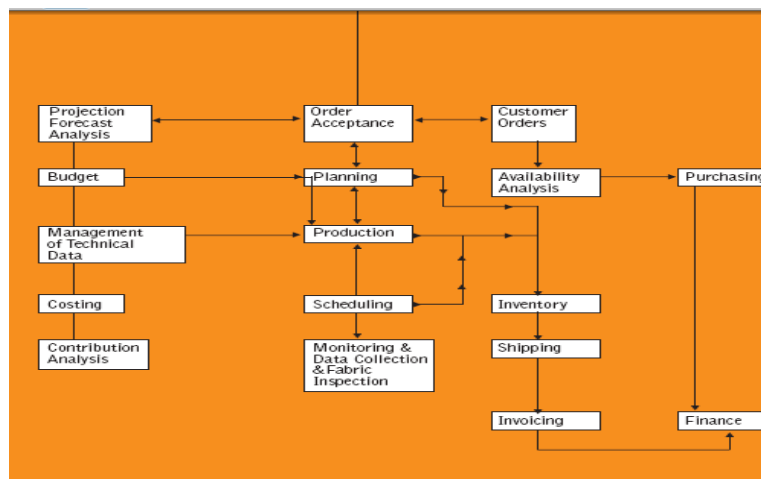 Projection
Forecast
Analysis
Order
Acceptance
Customer
Orders
Budget
Planning
Availability
Analysis
Purchasing
Management
of Technical
Data
Production
Costing
Scheduling
Inventory
Contribution
Analysis
Monitoring &
Data Collection
& Fabric
Inspection
Shipping
Invoicing
Finance